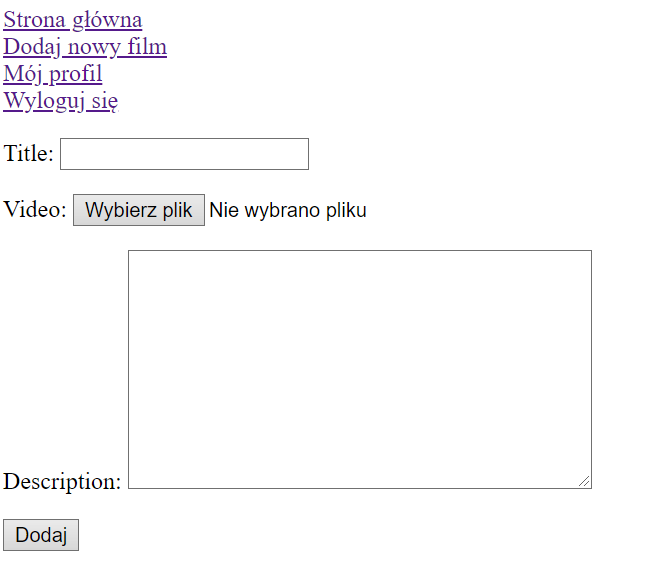 Strona główna
Dodaj nowy film
Mój profil
Wyloguj się
Title:
Video: Wybierz plik Nie wybrano pliku
Description:
Dodaj